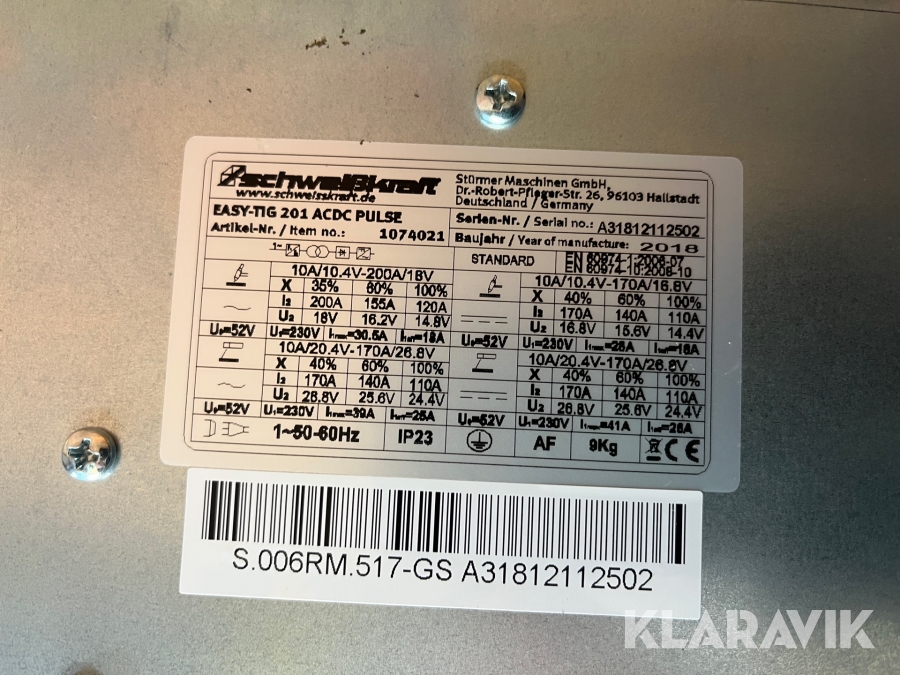 schweißkraft
www.schweisskraft.de
Stürmer Maschinen GmbH,
Dr.-Robert-Pfleger-Str. 26, 96103 Hallstadt
Deutschland / Germany
EASY-TIG 201 ACDC PULSE
Serien-Nr. / Serial no.: A31812112502
Artikel-Nr. / Item no.: 1074021
Baujahr / Year of manufacture: 2018
1~
STANDARD
EN 60974-1:2008-07
EN 60974-10:2008-10
10A/10.4V-200A/18V
X 35% 60% 100%
I2 200A 155A 120A
U2 18V 16.2V 14.8V
U0=52V U1=230V I1max=30.5A I1eff=18A
10A/10.4V-170A/16.8V
X 40% 60% 100%
I2 170A 140A 110A
U2 16.8V 15.6V 14.4V
U0=52V U1=230V I1max=25A I1eff=16A
10A/20.4V-170A/26.8V
X 40% 60% 100%
I2 170A 140A 110A
U2 26.8V 25.6V 24.4V
U0=52V U1=230V I1max=39A I1eff=25A
10A/20.4V-170A/26.8V
X 40% 60% 100%
I2 170A 140A 110A
U2 26.8V 25.6V 24.4V
U0=52V U1=230V I1max=41A I1eff=26A
1~50-60Hz IP23 AF 9Kg CE
S.006RM.517-GS A31812112502
KLARAVIK